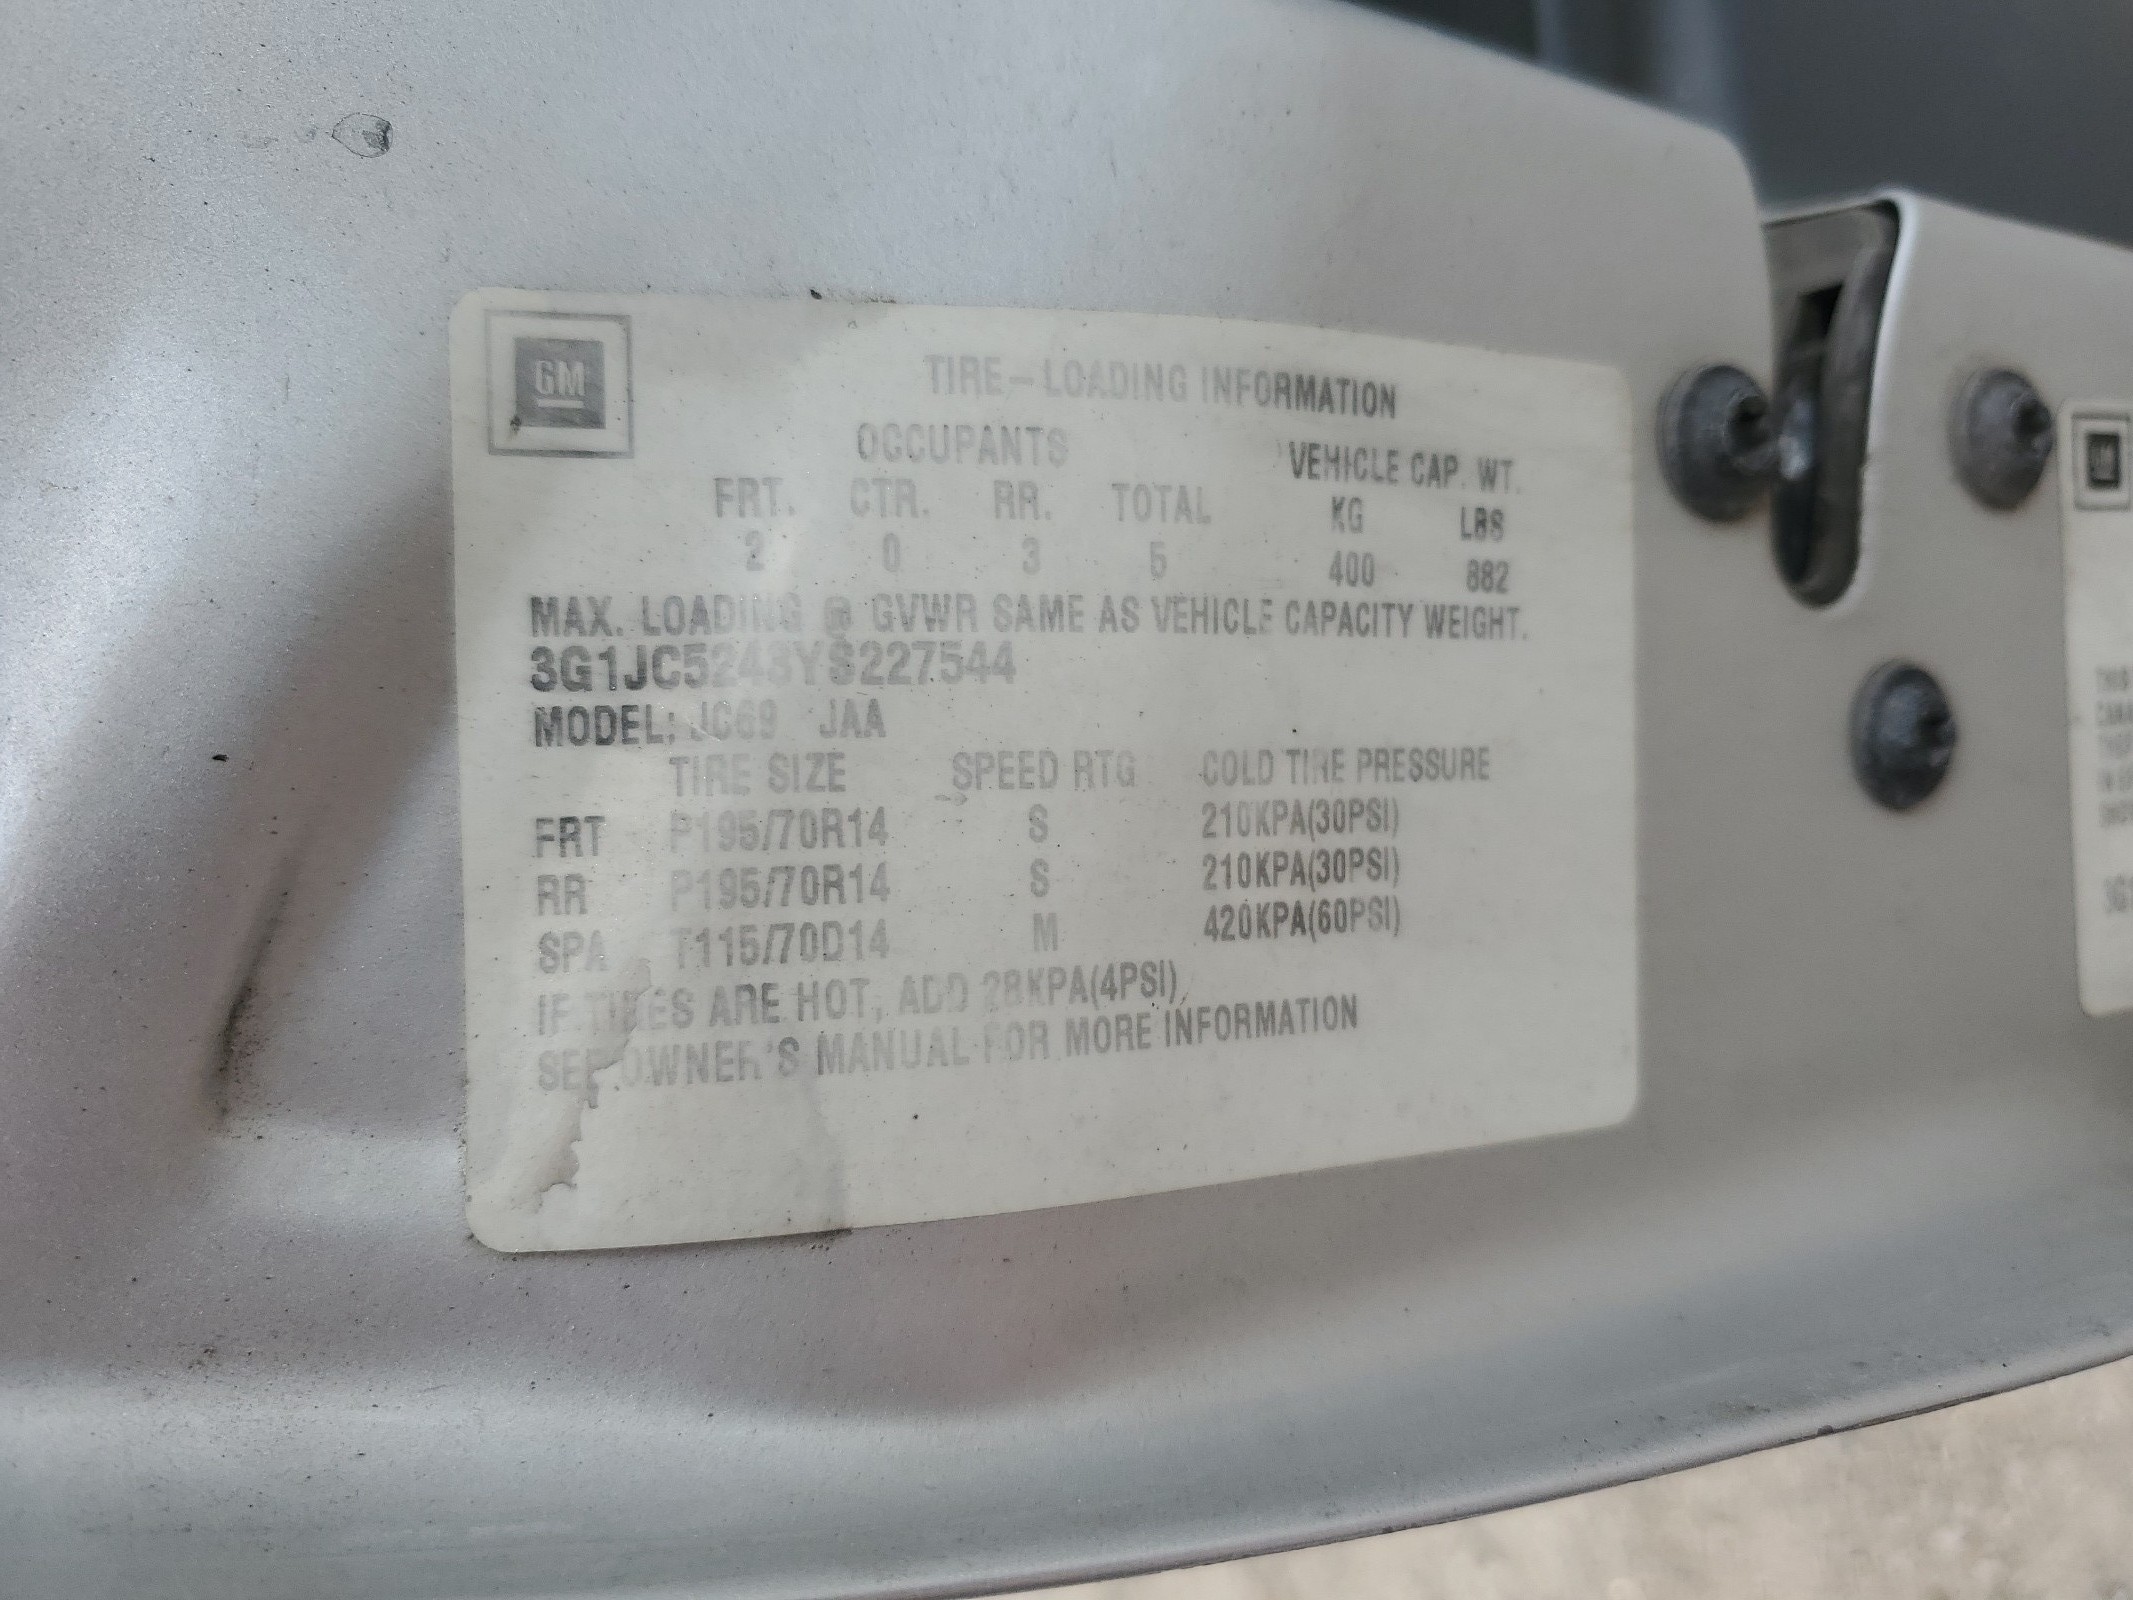 GM
TIRE-LOADING INFORMATION
OCCUPANTS VEHICLE CAP. WT.
FRT. CTR. RR. TOTAL KG LBS
2 0 3 5 400 882
MAX. LOADING @ GVWR SAME AS VEHICLE CAPACITY WEIGHT.
3G1JC5243YS227544
MODEL: JC69 JAA
TIRE SIZE SPEED RTG COLD TIRE PRESSURE
FRT P195/70R14 S 210KPA(30PSI)
RR P195/70R14 S 210KPA(30PSI)
SPA T115/70D14 M 420KPA(60PSI)
IF TIRES ARE HOT, ADD 28KPA(4PSI)
SEE OWNER'S MANUAL FOR MORE INFORMATION
GM